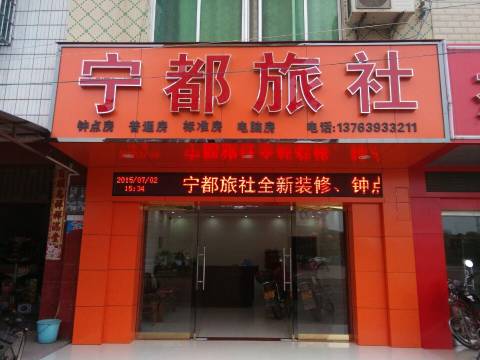 宁都旅社
钟点房 普通房 标准房 电脑房 电话:13763933211
2015/07/02
15:34
宁都旅社全新装修、钟点